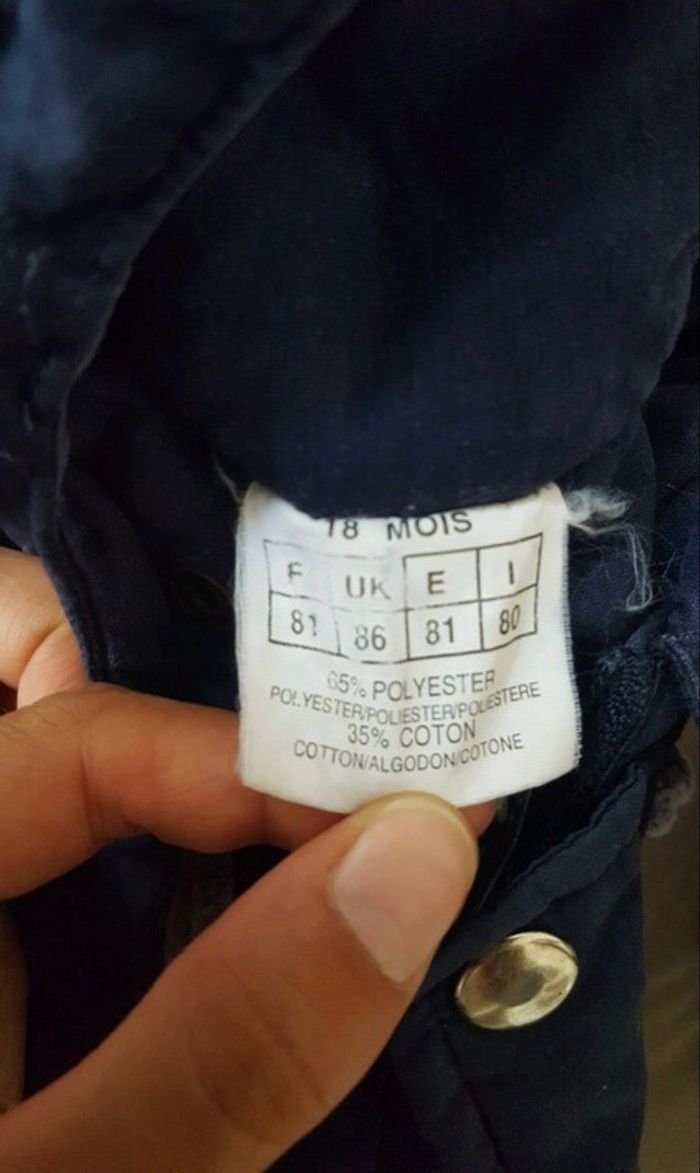 18 MOIS
F UK E I
81 86 81 80
65% POLYESTER
POLYESTER/POLIESTER/POLIESTERE
35% COTON
COTTON/ALGODON/COTONE